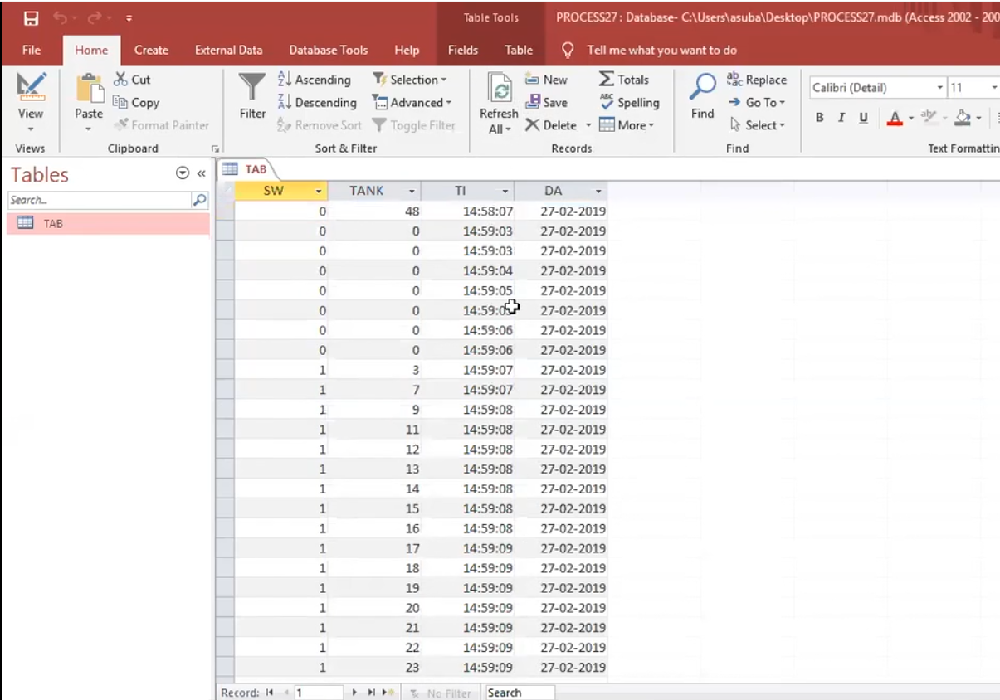 Table Tools PROCESS27 : Database- C:\Users\asuba\Desktop\PROCESS27.mdb (Access 2002 - 200
File Home Create External Data Database Tools Help Fields Table Tell me what you want to do
View
Views
Paste
Cut
Copy
Format Painter
Clipboard
Filter
Ascending
Descending
Remove Sort
Selection
Advanced
Toggle Filter
Sort & Filter
Refresh
All
New
Save
Delete
Totals
Spelling
More
Records
Find
Replace
Go To
Select
Find
Calibri (Detail) 11
B I U A
Text Formattin
Tables
Search...
TAB
TAB
SW TANK TI DA
0 48 14:58:07 27-02-2019
0 0 14:59:03 27-02-2019
0 0 14:59:03 27-02-2019
0 0 14:59:04 27-02-2019
0 0 14:59:05 27-02-2019
0 0 27-02-2019
0 0 14:59:06 27-02-2019
0 0 14:59:06 27-02-2019
1 3 14:59:07 27-02-2019
1 7 14:59:07 27-02-2019
1 9 14:59:08 27-02-2019
1 11 14:59:08 27-02-2019
1 12 14:59:08 27-02-2019
1 13 14:59:08 27-02-2019
1 14 14:59:08 27-02-2019
1 15 14:59:08 27-02-2019
1 16 14:59:08 27-02-2019
1 17 14:59:09 27-02-2019
1 18 14:59:09 27-02-2019
1 19 14:59:09 27-02-2019
1 20 14:59:09 27-02-2019
1 21 14:59:09 27-02-2019
1 22 14:59:09 27-02-2019
1 23 14:59:09 27-02-2019
Record: 1 No Filter Search